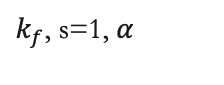 k_f, s=1, α